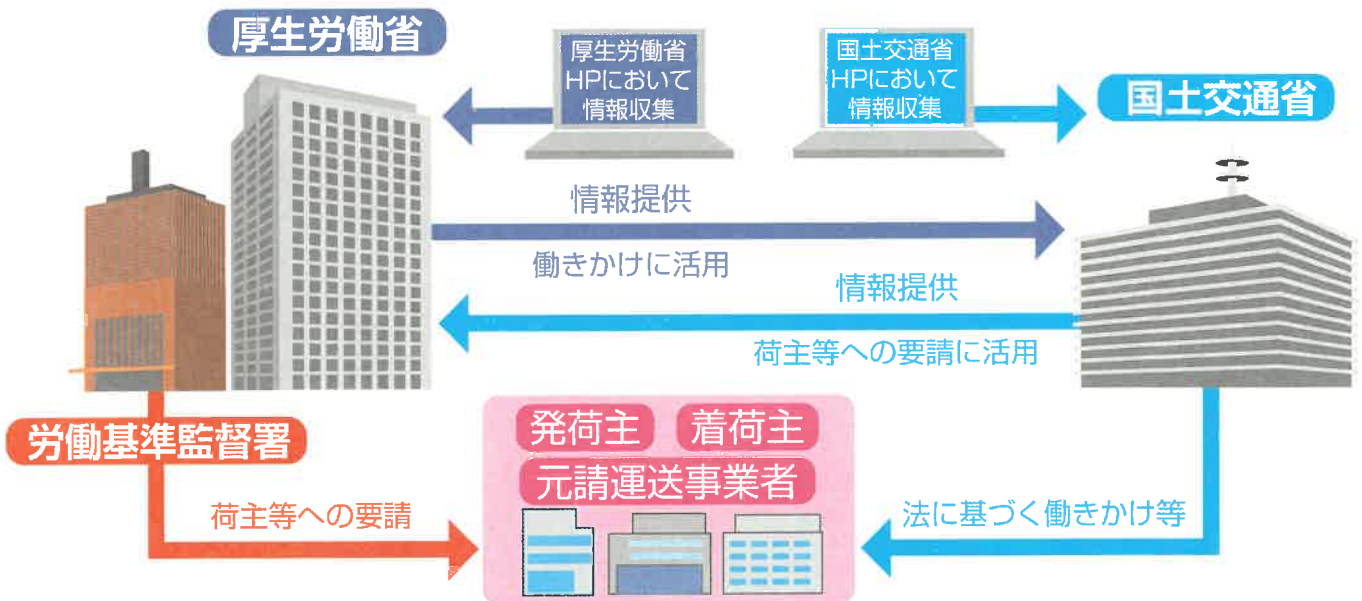 厚生労働省
厚生労働省
HPにおいて
情報収集
国土交通省
HPにおいて
情報収集
国土交通省
情報提供
働きかけに活用
情報提供
荷主等への要請に活用
労働基準監督署
発荷主
着荷主
元請運送事業者
荷主等への要請
法に基づく働きかけ等